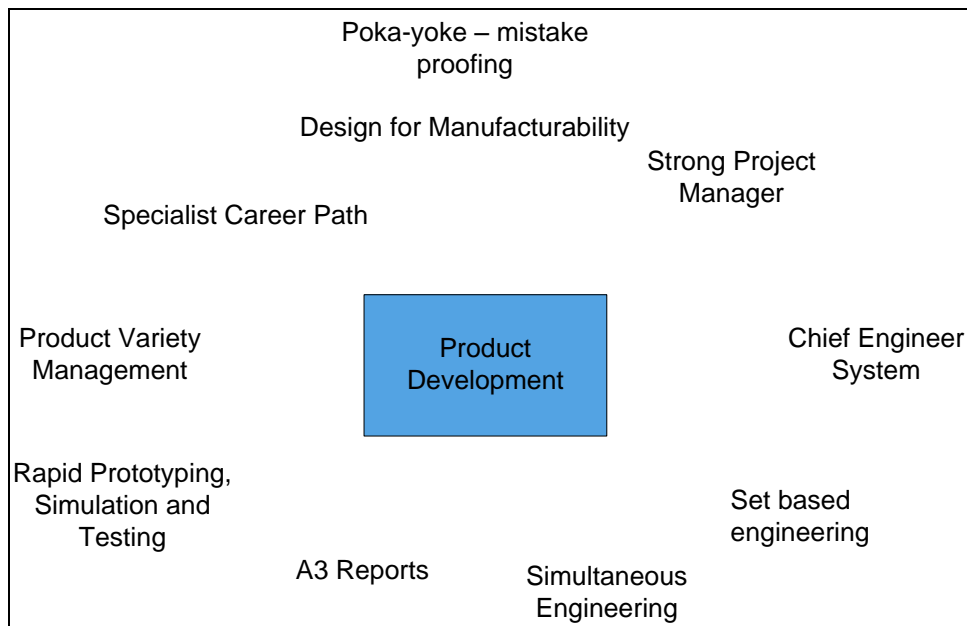 Poka-yoke – mistake
proofing
Design for Manufacturability
Strong Project
Manager
Specialist Career Path
Product Variety
Management
Product
Development
Chief Engineer
System
Rapid Prototyping,
Simulation and
Testing
Set based
engineering
A3 Reports
Simultaneous
Engineering